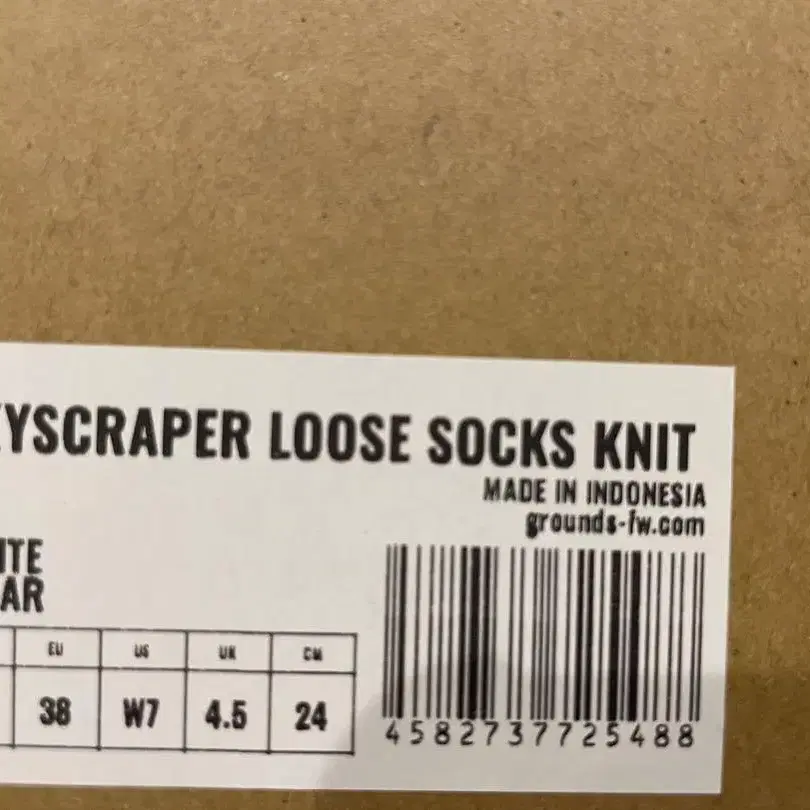 KYSCRAPER LOOSE SOCKS KNIT
MADE IN INDONESIA
grounds-fw.com
ITE
AR
EU US UK CM
38 W7 4.5 24
4582737725488